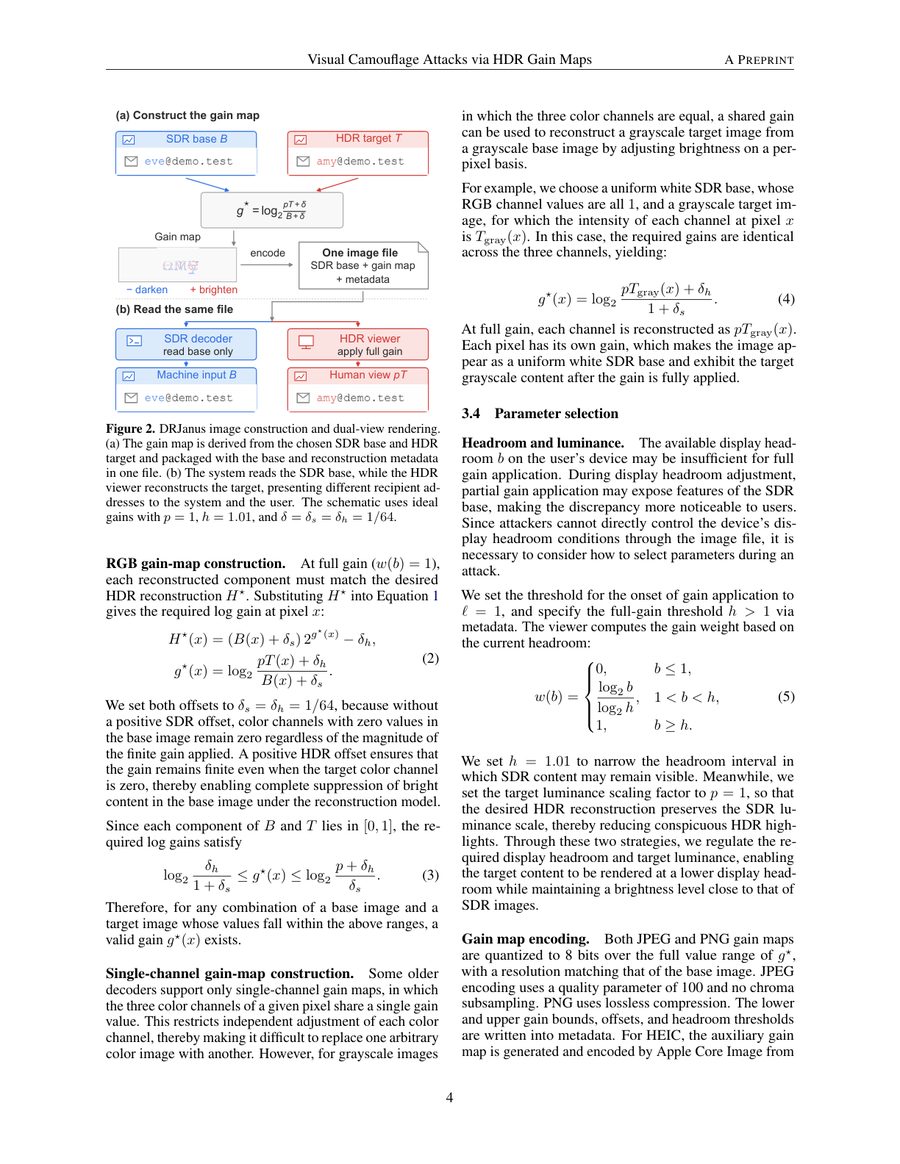 Visual Camouflage Attacks via HDR Gain Maps
A PREPRINT
(a) Construct the gain map
SDR base B
HDR target T
eve@demo.test
amy@demo.test
g⋆ = log₂ (pT + δ)/(B + δ)
Gain map
encode
− darken
+ brighten
One image file
SDR base + gain map
+ metadata
(b) Read the same file
SDR decoder
read base only
HDR viewer
apply full gain
Machine input B
Human view pT
eve@demo.test
amy@demo.test
Figure 2. DRJanus image construction and dual-view rendering.
(a) The gain map is derived from the chosen SDR base and HDR
target and packaged with the base and reconstruction metadata
in one file. (b) The system reads the SDR base, while the HDR
viewer reconstructs the target, presenting different recipient ad-
dresses to the system and the user. The schematic uses ideal
gains with p = 1, h = 1.01, and δ = δs = δh = 1/64.
RGB gain-map construction. At full gain (w(b) = 1),
each reconstructed component must match the desired
HDR reconstruction H⋆. Substituting H⋆ into Equation 1
gives the required log gain at pixel x:
H⋆(x) = (B(x) + δs) 2^{g⋆(x)} − δh,
g⋆(x) = log₂ (pT(x) + δh)/(B(x) + δs).
(2)
We set both offsets to δs = δh = 1/64, because without
a positive SDR offset, color channels with zero values in
the base image remain zero regardless of the magnitude of
the finite gain applied. A positive HDR offset ensures that
the gain remains finite even when the target color channel
is zero, thereby enabling complete suppression of bright
content in the base image under the reconstruction model.
Since each component of B and T lies in [0, 1], the re-
quired log gains satisfy
log₂ δh/(1 + δs) ≤ g⋆(x) ≤ log₂ (p + δh)/δs. (3)
Therefore, for any combination of a base image and a
target image whose values fall within the above ranges, a
valid gain g⋆(x) exists.
Single-channel gain-map construction. Some older
decoders support only single-channel gain maps, in which
the three color channels of a given pixel share a single gain
value. This restricts independent adjustment of each color
channel, thereby making it difficult to replace one arbitrary
color image with another. However, for grayscale images
in which the three color channels are equal, a shared gain
can be used to reconstruct a grayscale target image from
a grayscale base image by adjusting brightness on a per-
pixel basis.
For example, we choose a uniform white SDR base, whose
RGB channel values are all 1, and a grayscale target im-
age, for which the intensity of each channel at pixel x
is Tgray(x). In this case, the required gains are identical
across the three channels, yielding:
g⋆(x) = log₂ (pTgray(x) + δh)/(1 + δs). (4)
At full gain, each channel is reconstructed as pTgray(x).
Each pixel has its own gain, which makes the image ap-
pear as a uniform white SDR base and exhibit the target
grayscale content after the gain is fully applied.
3.4 Parameter selection
Headroom and luminance. The available display head-
room b on the user's device may be insufficient for full
gain application. During display headroom adjustment,
partial gain application may expose features of the SDR
base, making the discrepancy more noticeable to users.
Since attackers cannot directly control the device's dis-
play headroom conditions through the image file, it is
necessary to consider how to select parameters during an
attack.
We set the threshold for the onset of gain application to
ℓ = 1, and specify the full-gain threshold h > 1 via
metadata. The viewer computes the gain weight based on
the current headroom:
w(b) = {
0, b ≤ 1,
log₂ b / log₂ h, 1 < b < h,
1, b ≥ h.
(5)
We set h = 1.01 to narrow the headroom interval in
which SDR content may remain visible. Meanwhile, we
set the target luminance scaling factor to p = 1, so that
the desired HDR reconstruction preserves the SDR lu-
minance scale, thereby reducing conspicuous HDR high-
lights. Through these two strategies, we regulate the re-
quired display headroom and target luminance, enabling
the target content to be rendered at a lower display head-
room while maintaining a brightness level close to that of
SDR images.
Gain map encoding. Both JPEG and PNG gain maps
are quantized to 8 bits over the full value range of g⋆,
with a resolution matching that of the base image. JPEG
encoding uses a quality parameter of 100 and no chroma
subsampling. PNG uses lossless compression. The lower
and upper gain bounds, offsets, and headroom thresholds
are written into metadata. For HEIC, the auxiliary gain
map is generated and encoded by Apple Core Image from
4